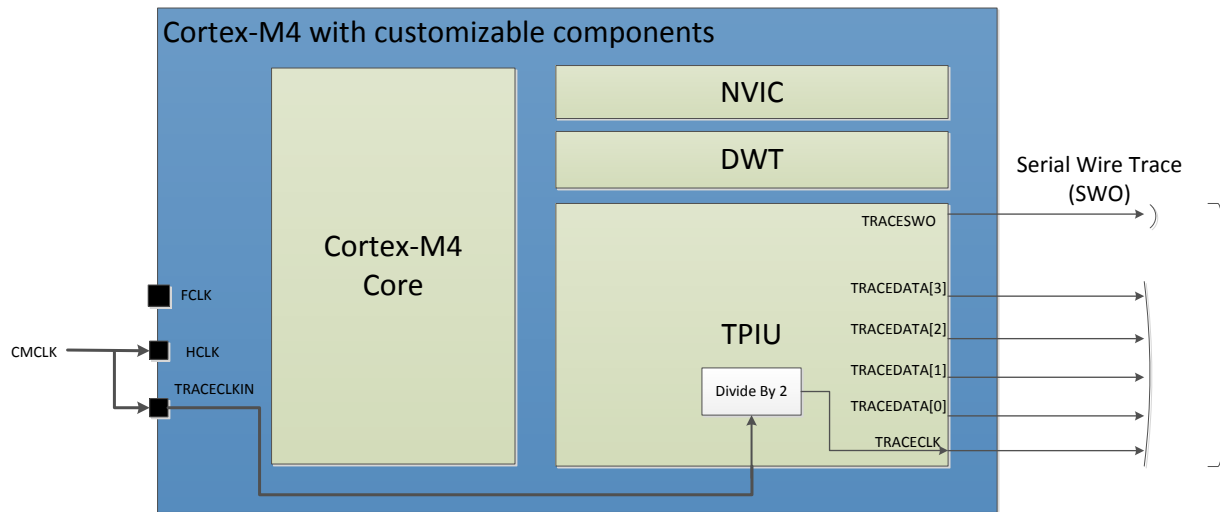 Cortex-M4 with customizable components
NVIC
DWT
Serial Wire Trace
(SWO)
TRACESWO
Cortex-M4
Core
FCLK
TRACEDATA[3]
TPIU
TRACEDATA[2]
CMCLK
HCLK
TRACEDATA[1]
TRACECLKIN
Divide By 2
TRACEDATA[0]
TRACECLK